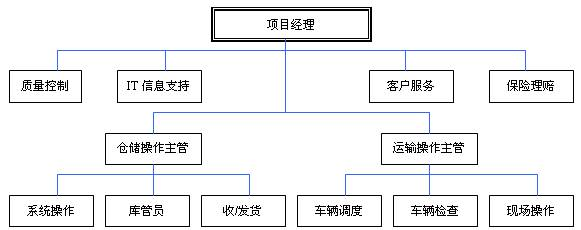 项目经理
质量控制
IT 信息支持
客户服务
保险理赔
仓储操作主管
运输操作主管
系统操作
库管员
收/发货
车辆调度
车辆检查
现场操作